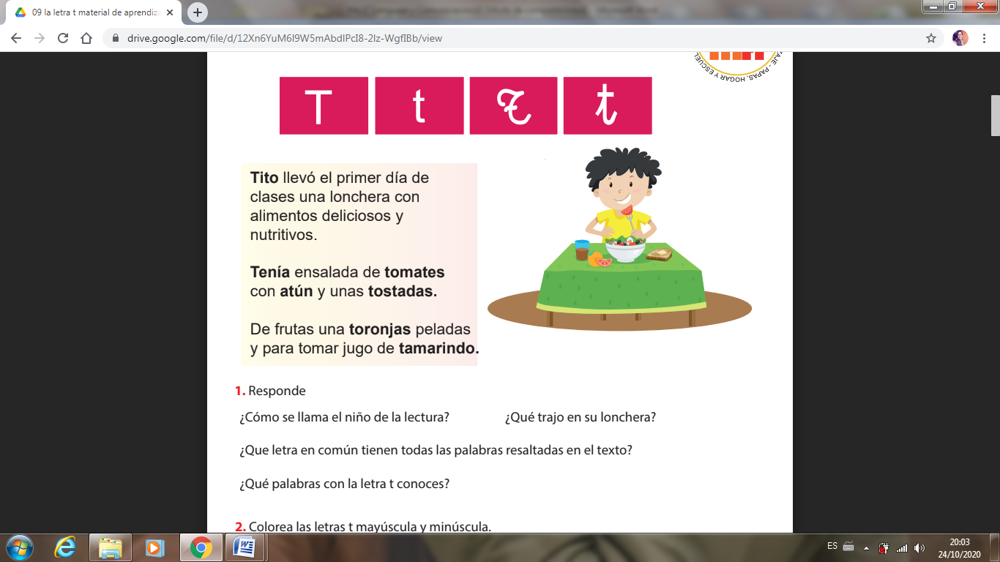 09 la letra t material de aprendiza
drive.google.com/file/d/12Xn6YuM6l9W5mAbdlPcI8-2lz-WgfIBb/view
ZAJE - PAPAS, HOGAR Y ESCUEL
T t T t
Tito llevó el primer día de
clases una lonchera con
alimentos deliciosos y
nutritivos.
Tenía ensalada de tomates
con atún y unas tostadas.
De frutas una toronjas peladas
y para tomar jugo de tamarindo.
1. Responde
¿Cómo se llama el niño de la lectura? ¿Qué trajo en su lonchera?
¿Que letra en común tienen todas las palabras resaltadas en el texto?
¿Qué palabras con la letra t conoces?
2. Colorea las letras t mayúscula y minúscula.
ES
20:03
24/10/2020